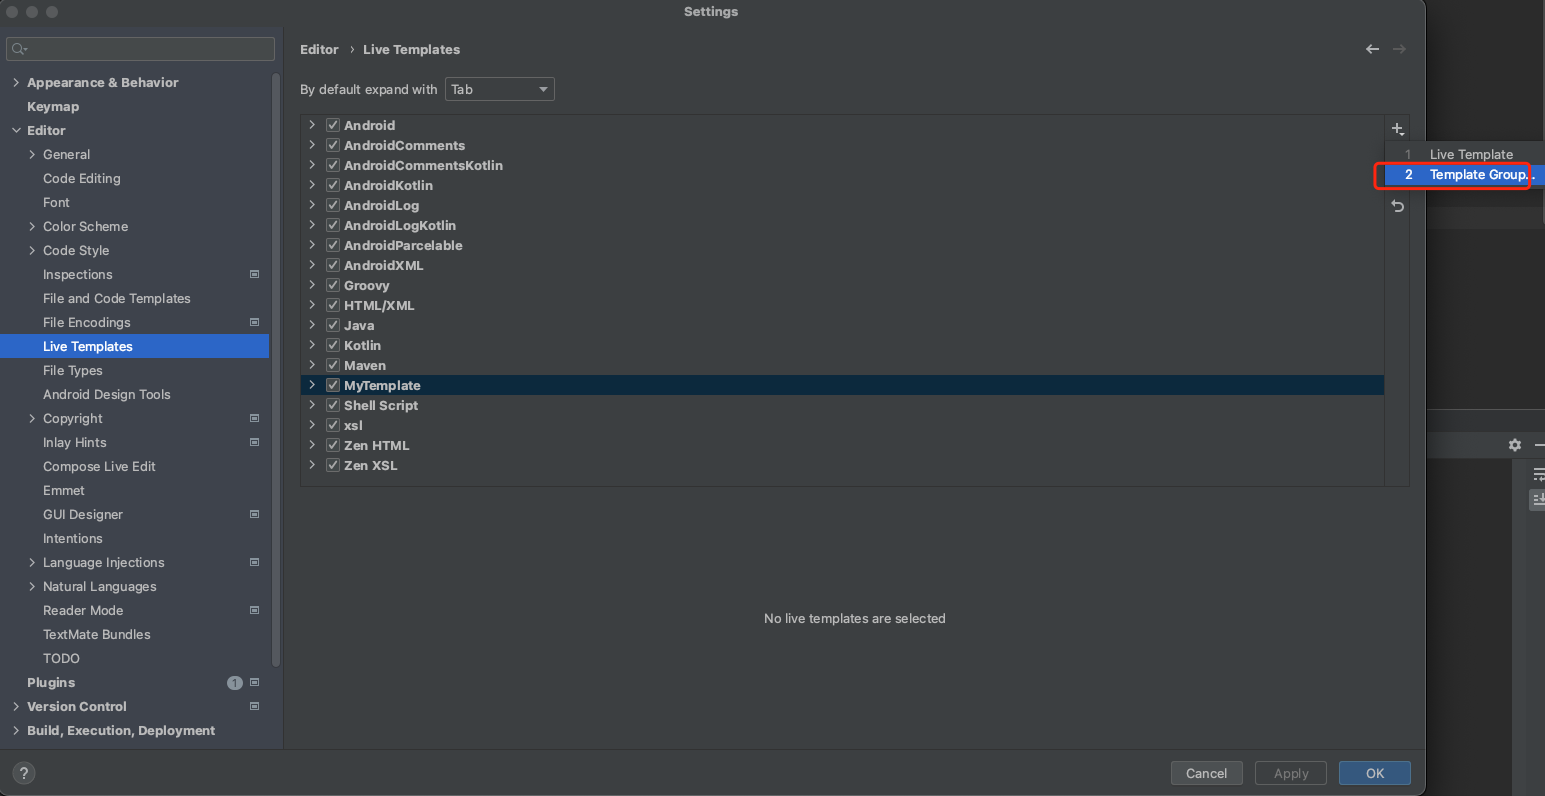 Settings
Appearance & Behavior
Keymap
Editor
General
Code Editing
Font
Color Scheme
Code Style
Inspections
File and Code Templates
File Encodings
Live Templates
File Types
Android Design Tools
Copyright
Inlay Hints
Compose Live Edit
Emmet
GUI Designer
Intentions
Language Injections
Natural Languages
Reader Mode
TextMate Bundles
TODO
Plugins 1
Version Control
Build, Execution, Deployment
Editor › Live Templates
By default expand with Tab
Android
AndroidComments
AndroidCommentsKotlin
AndroidKotlin
AndroidLog
AndroidLogKotlin
AndroidParcelable
AndroidXML
Groovy
HTML/XML
Java
Kotlin
Maven
MyTemplate
Shell Script
xsl
Zen HTML
Zen XSL
1 Live Template
2 Template Group...
No live templates are selected
?
Cancel
Apply
OK